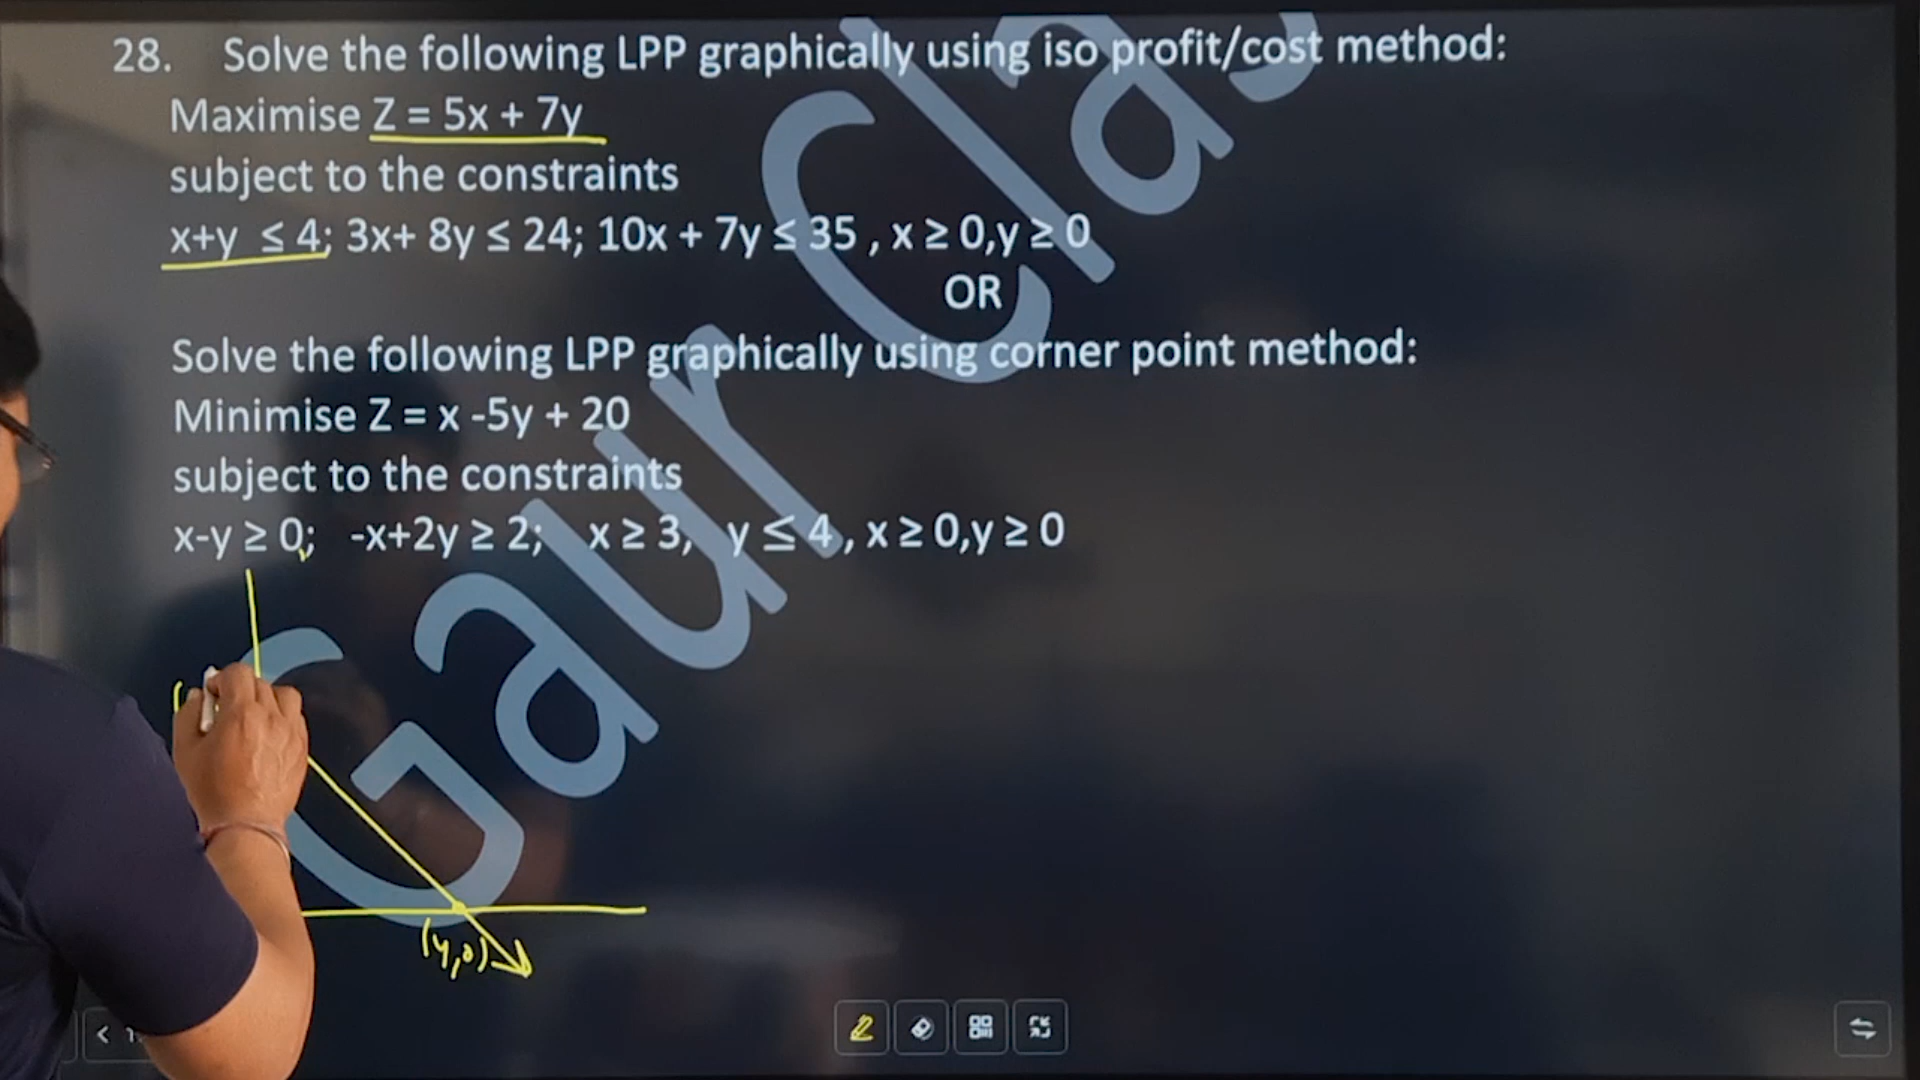 28. Solve the following LPP graphically using iso profit/cost method:
Maximise Z = 5x + 7y
subject to the constraints
x+y ≤ 4; 3x+ 8y ≤ 24; 10x + 7y ≤ 35 , x ≥ 0,y ≥ 0
OR
Solve the following LPP graphically using corner point method:
Minimise Z = x -5y + 20
subject to the constraints
x-y ≥ 0; -x+2y ≥ 2; x ≥ 3, y ≤ 4 , x ≥ 0,y ≥ 0
(4,0)
Gaur Clas